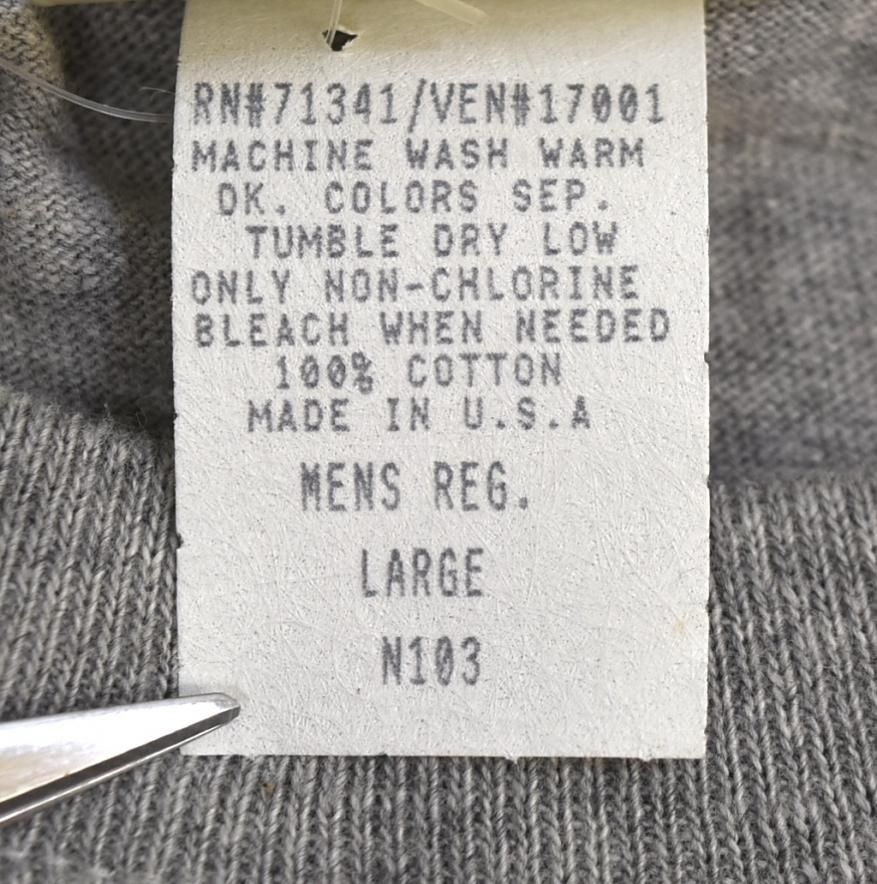 RN#71341/VEN#17001
MACHINE WASH WARM
DK. COLORS SEP.
TUMBLE DRY LOW
ONLY NON-CHLORINE
BLEACH WHEN NEEDED
100% COTTON
MADE IN U.S.A
MENS REG.
LARGE
N103